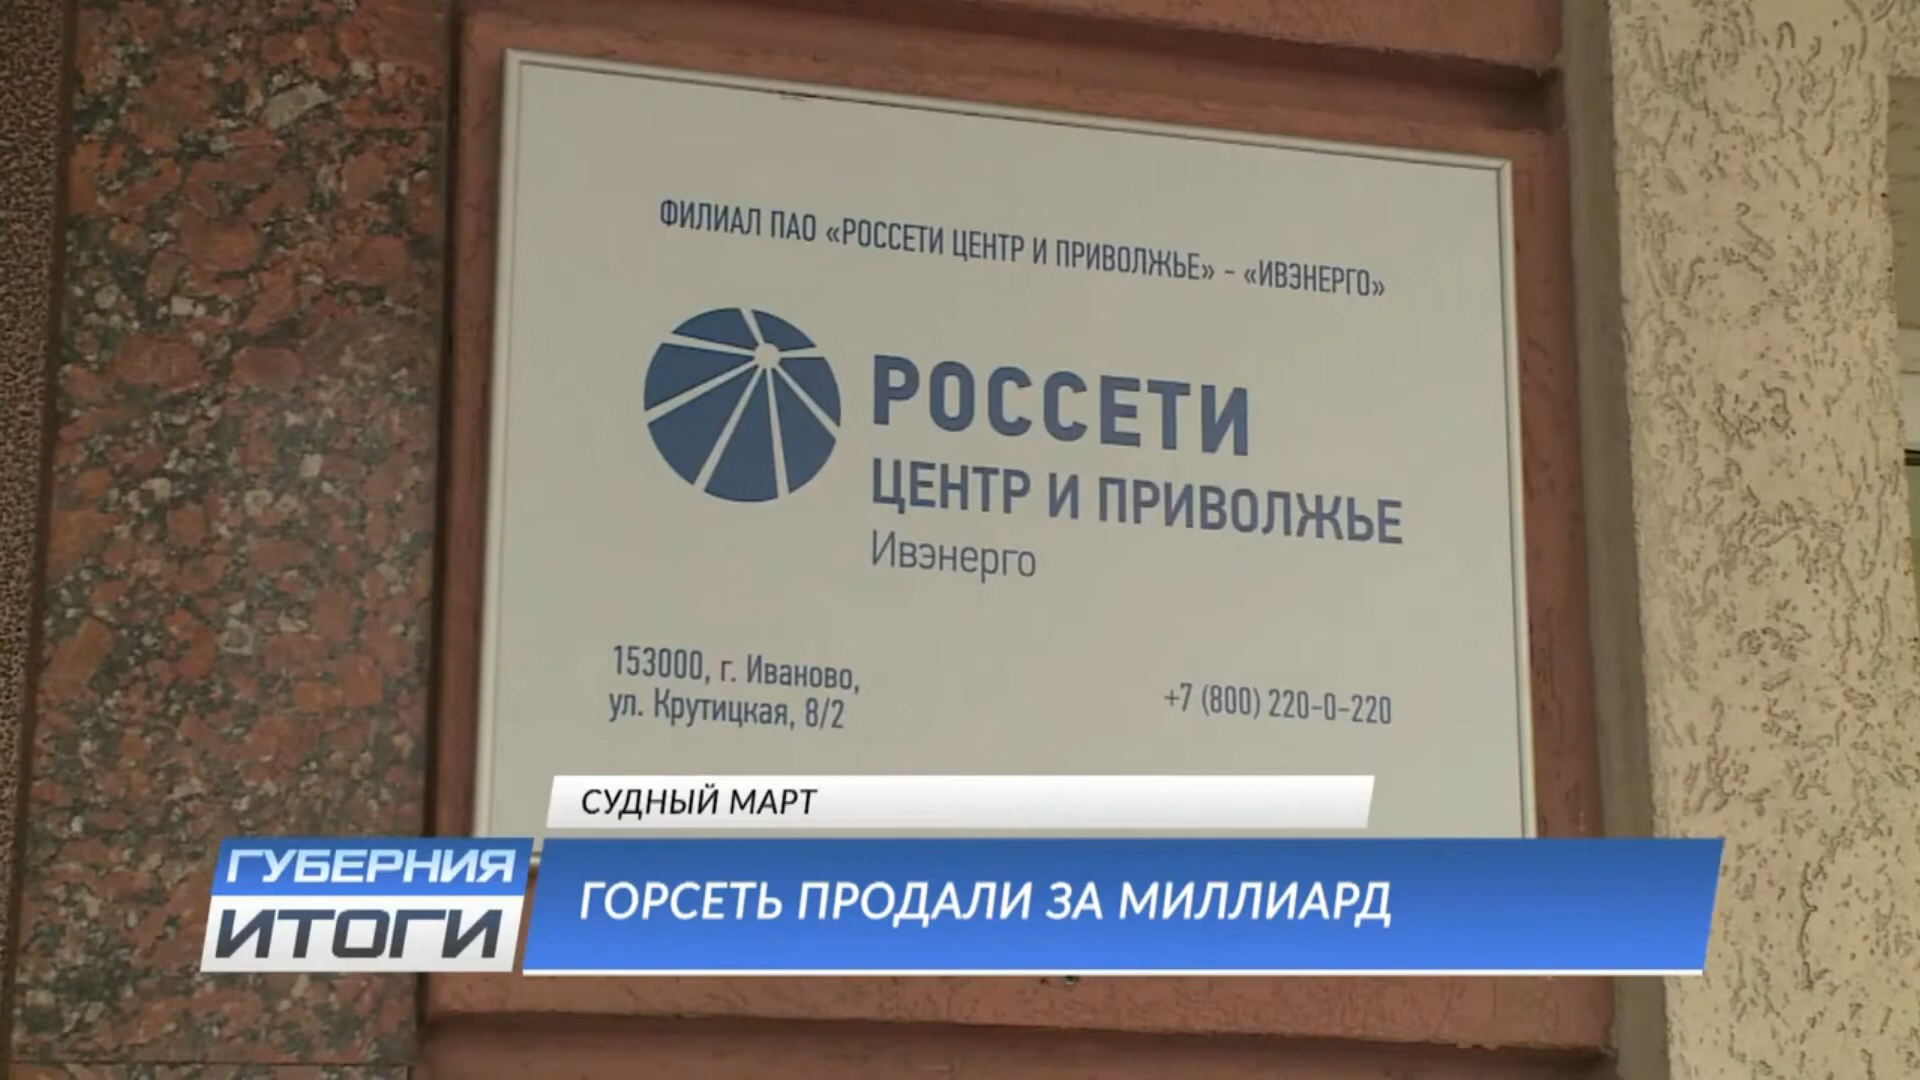 ФИЛИАЛ ПАО «РОССЕТИ ЦЕНТР И ПРИВОЛЖЬЕ» - «ИВЭНЕРГО»
РОССЕТИ
ЦЕНТР И ПРИВОЛЖЬЕ
Ивэнерго
153000, г. Иваново,
ул. Крутицкая, 8/2
+7 (800) 220-0-220
СУДНЫЙ МАРТ
ГУБЕРНИЯ
ИТОГИ
ГОРСЕТЬ ПРОДАЛИ ЗА МИЛЛИАРД